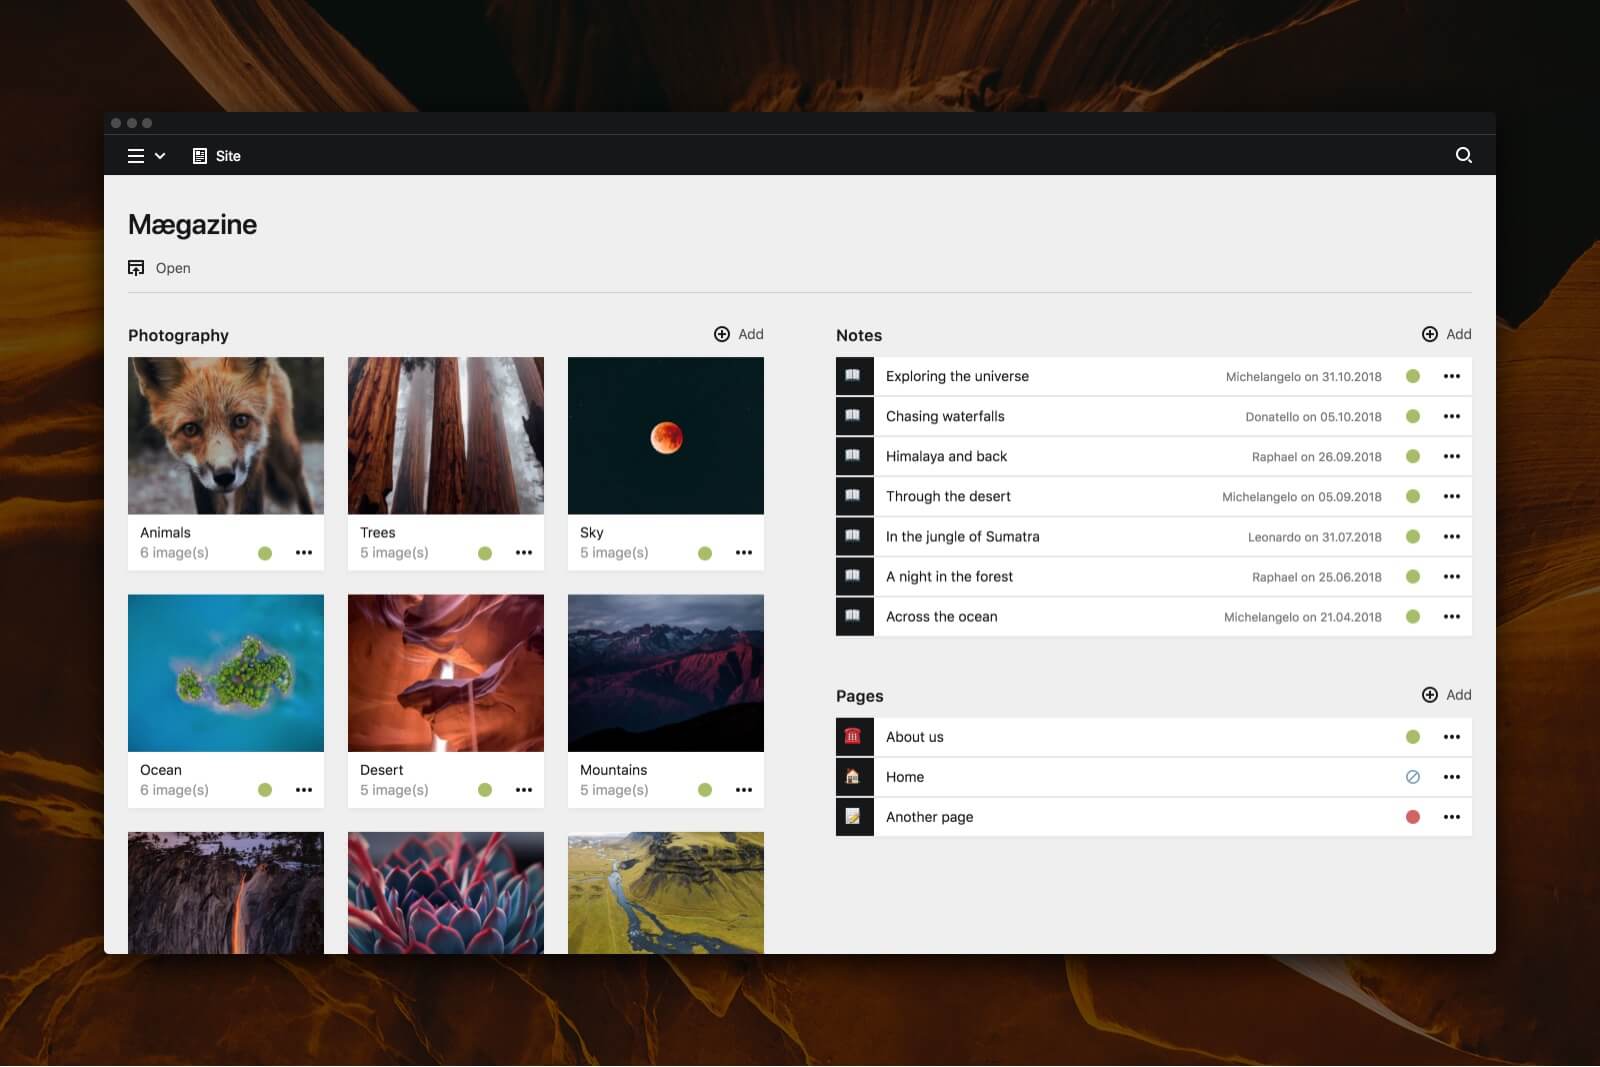 Site
Mægazine
Open
Photography
Add
Animals
6 image(s)
Trees
5 image(s)
Sky
5 image(s)
Ocean
6 image(s)
Desert
5 image(s)
Mountains
5 image(s)
Notes
Add
Exploring the universe Michelangelo on 31.10.2018
Chasing waterfalls Donatello on 05.10.2018
Himalaya and back Raphael on 26.09.2018
Through the desert Michelangelo on 05.09.2018
In the jungle of Sumatra Leonardo on 31.07.2018
A night in the forest Raphael on 25.06.2018
Across the ocean Michelangelo on 21.04.2018
Pages
Add
About us
Home
Another page